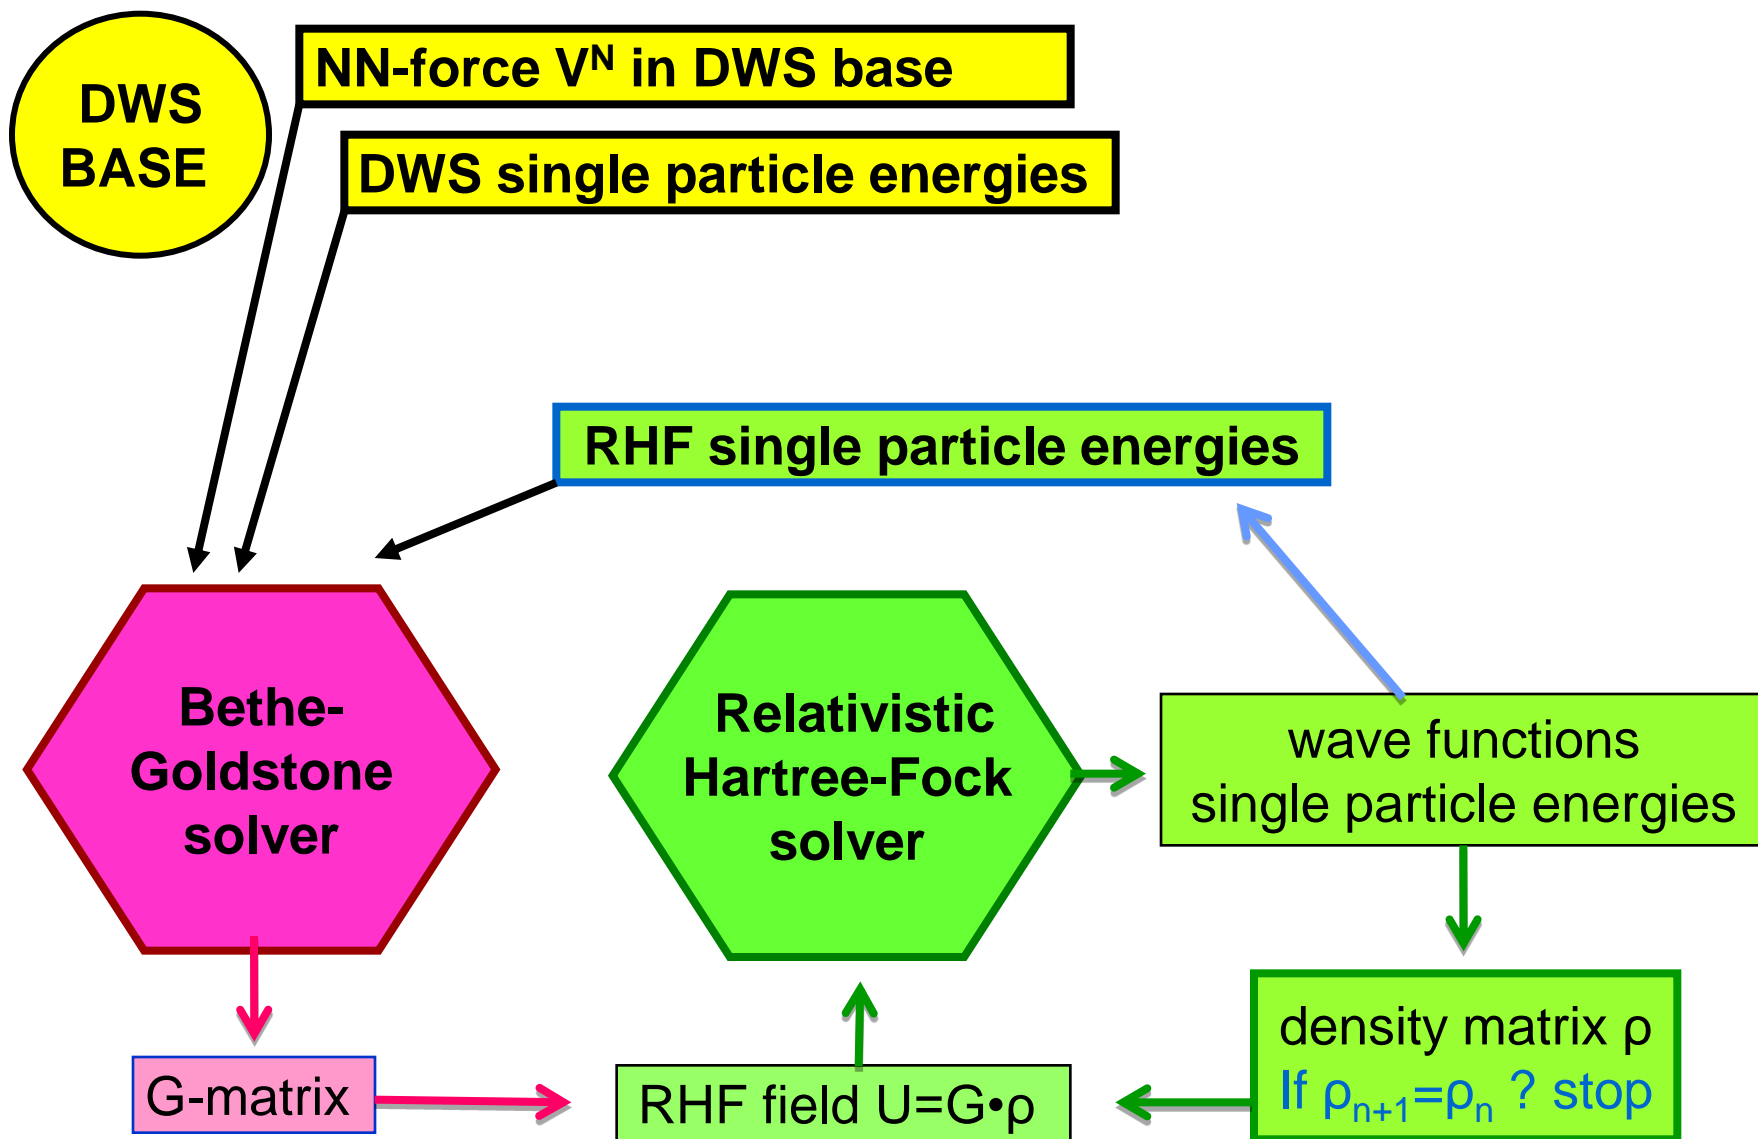 DWS
BASE
NN-force Vᴺ in DWS base
DWS single particle energies
RHF single particle energies
Bethe-
Goldstone
solver
Relativistic
Hartree-Fock
solver
wave functions
single particle energies
G-matrix
RHF field U=G•ρ
density matrix ρ
If ρₙ₊₁=ρₙ ? stop